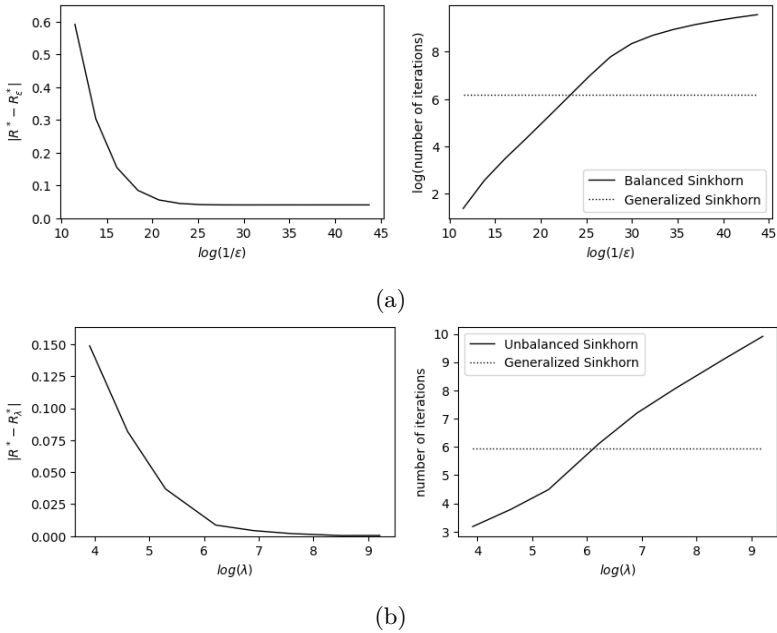 0.6
0.5
0.4
0.3
0.2
0.1
0.0
|R* − R*ε|
10 15 20 25 30 35 40 45
log(1/ε)
8
6
4
2
log(number of iterations)
Balanced Sinkhorn
Generalized Sinkhorn
10 15 20 25 30 35 40 45
log(1/ε)
(a)
0.150
0.125
0.100
0.075
0.050
0.025
0.000
|R* − R*λ|
4 5 6 7 8 9
log(λ)
10
9
8
7
6
5
4
3
number of iterations
Unbalanced Sinkhorn
Generalized Sinkhorn
4 5 6 7 8 9
log(λ)
(b)